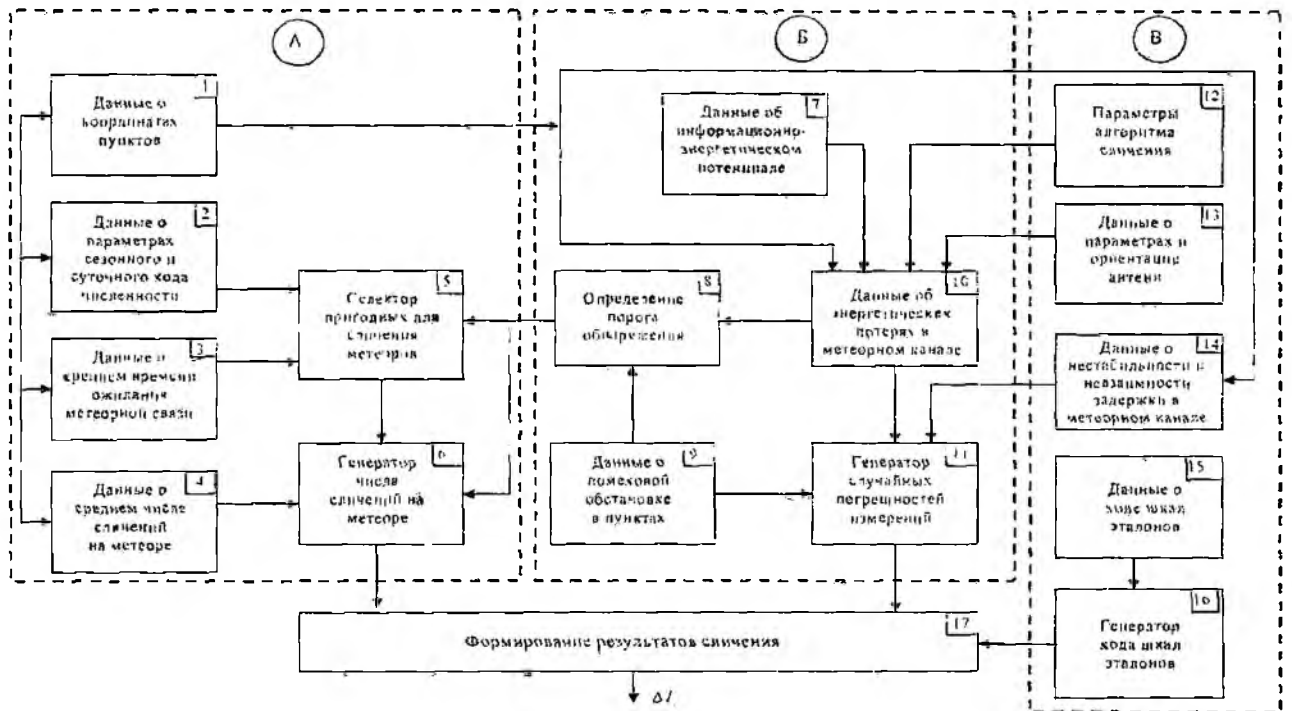 А
Б
В
1
Данные о
координатах
пунктов
2
Данные о
параметрах
сезонного и
суточного хода
численности
3
Данные о
среднем времени
ожидания
метеорной связи
4
Данные о
среднем числе
сличений
на метеоре
5
Селектор
пригодных для
сличения
метеоров
6
Генератор
числа
сличений на
метеоре
7
Данные об
информационно-
энергетическом
потенциале
8
Определение
порога
обнаружения
9
Данные о
помеховой
обстановке
в пунктах
10
Данные об
энергетических
потерях в
метеорном канале
11
Генератор
случайных
погрешностей
измерений
12
Параметры
алгоритма
сличения
13
Данные о
параметрах и
ориентации
антенн
14
Данные о
нестабильности и
невзаимности
задержки в
метеорном канале
15
Данные о
ходе шкал
эталонов
16
Генератор
хода шкал
эталонов
17
Формирование результатов сличения